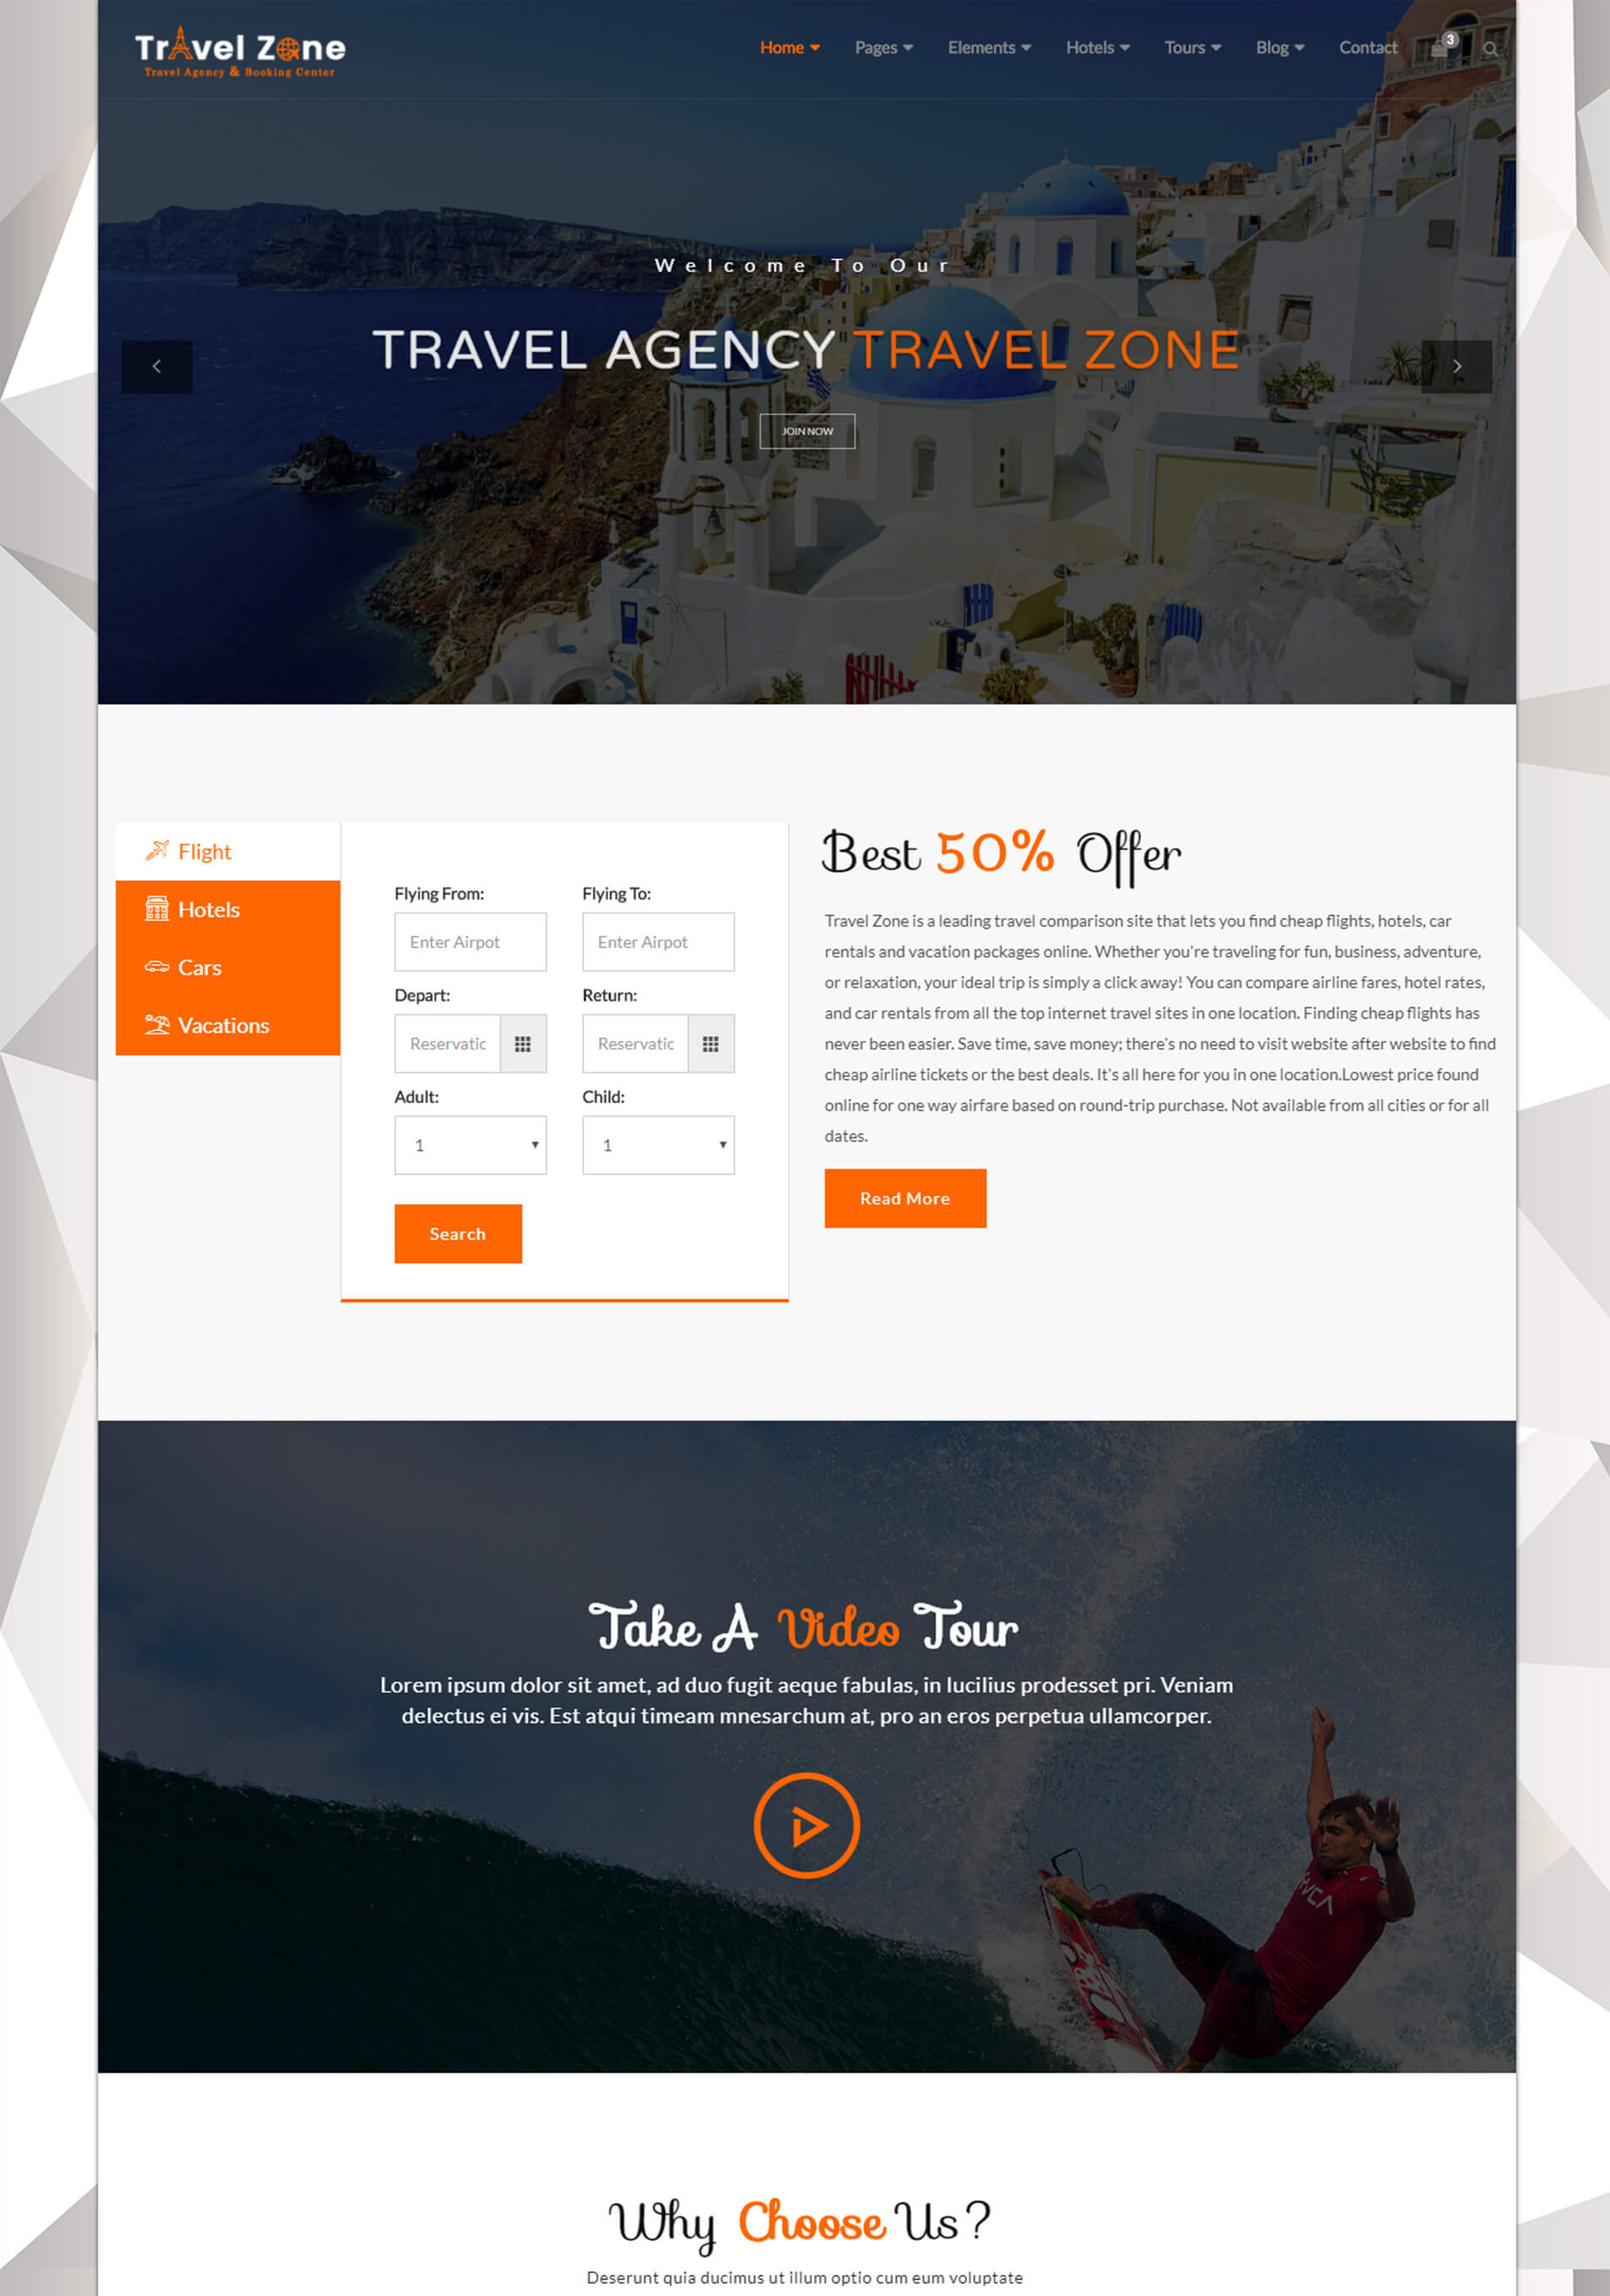 TrAvel Zone
Travel Agency & Booking Center
Home Pages Elements Hotels Tours Blog Contact 3
Welcome To Our
TRAVEL AGENCY TRAVEL ZONE
JOIN NOW
Flight
Hotels
Cars
Vacations
Flying From: Flying To:
Enter Airpot Enter Airpot
Depart: Return:
Reservatic Reservatic
Adult: Child:
1 1
Search
Best 50% Offer
Travel Zone is a leading travel comparison site that lets you find cheap flights, hotels, car
rentals and vacation packages online. Whether you're traveling for fun, business, adventure,
or relaxation, your ideal trip is simply a click away! You can compare airline fares, hotel rates,
and car rentals from all the top internet travel sites in one location. Finding cheap flights has
never been easier. Save time, save money; there's no need to visit website after website to find
cheap airline tickets or the best deals. It's all here for you in one location.Lowest price found
online for one way airfare based on round-trip purchase. Not available from all cities or for all
dates.
Read More
Take A Video Tour
Lorem ipsum dolor sit amet, ad duo fugit aeque fabulas, in lucilius prodesset pri. Veniam
delectus ei vis. Est atqui timeam mnesarchum at, pro an eros perpetua ullamcorper.
RVCA
Why Choose Us?
Deserunt quia ducimus ut illum optio cum eum voluptate